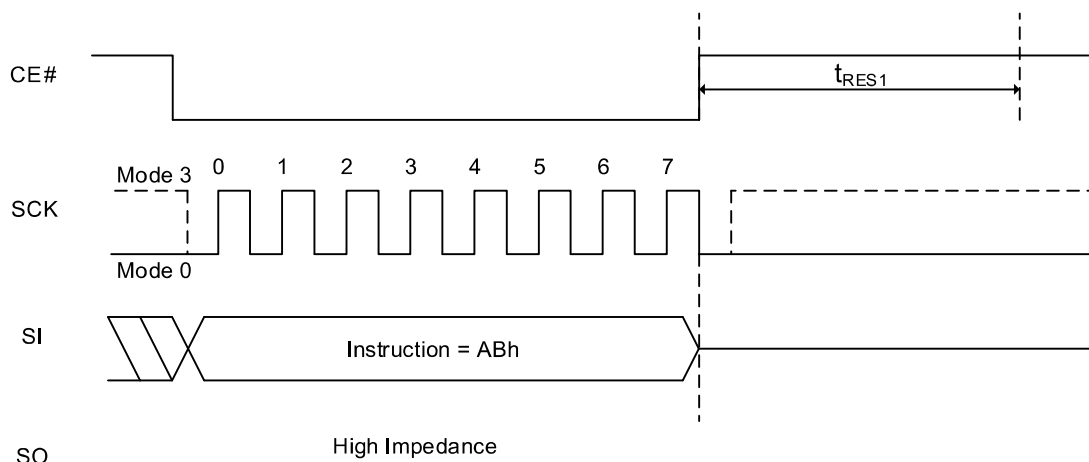 CE#
tRES1
Mode 3
0 1 2 3 4 5 6 7
SCK
Mode 0
SI
Instruction = ABh
High Impedance
SO